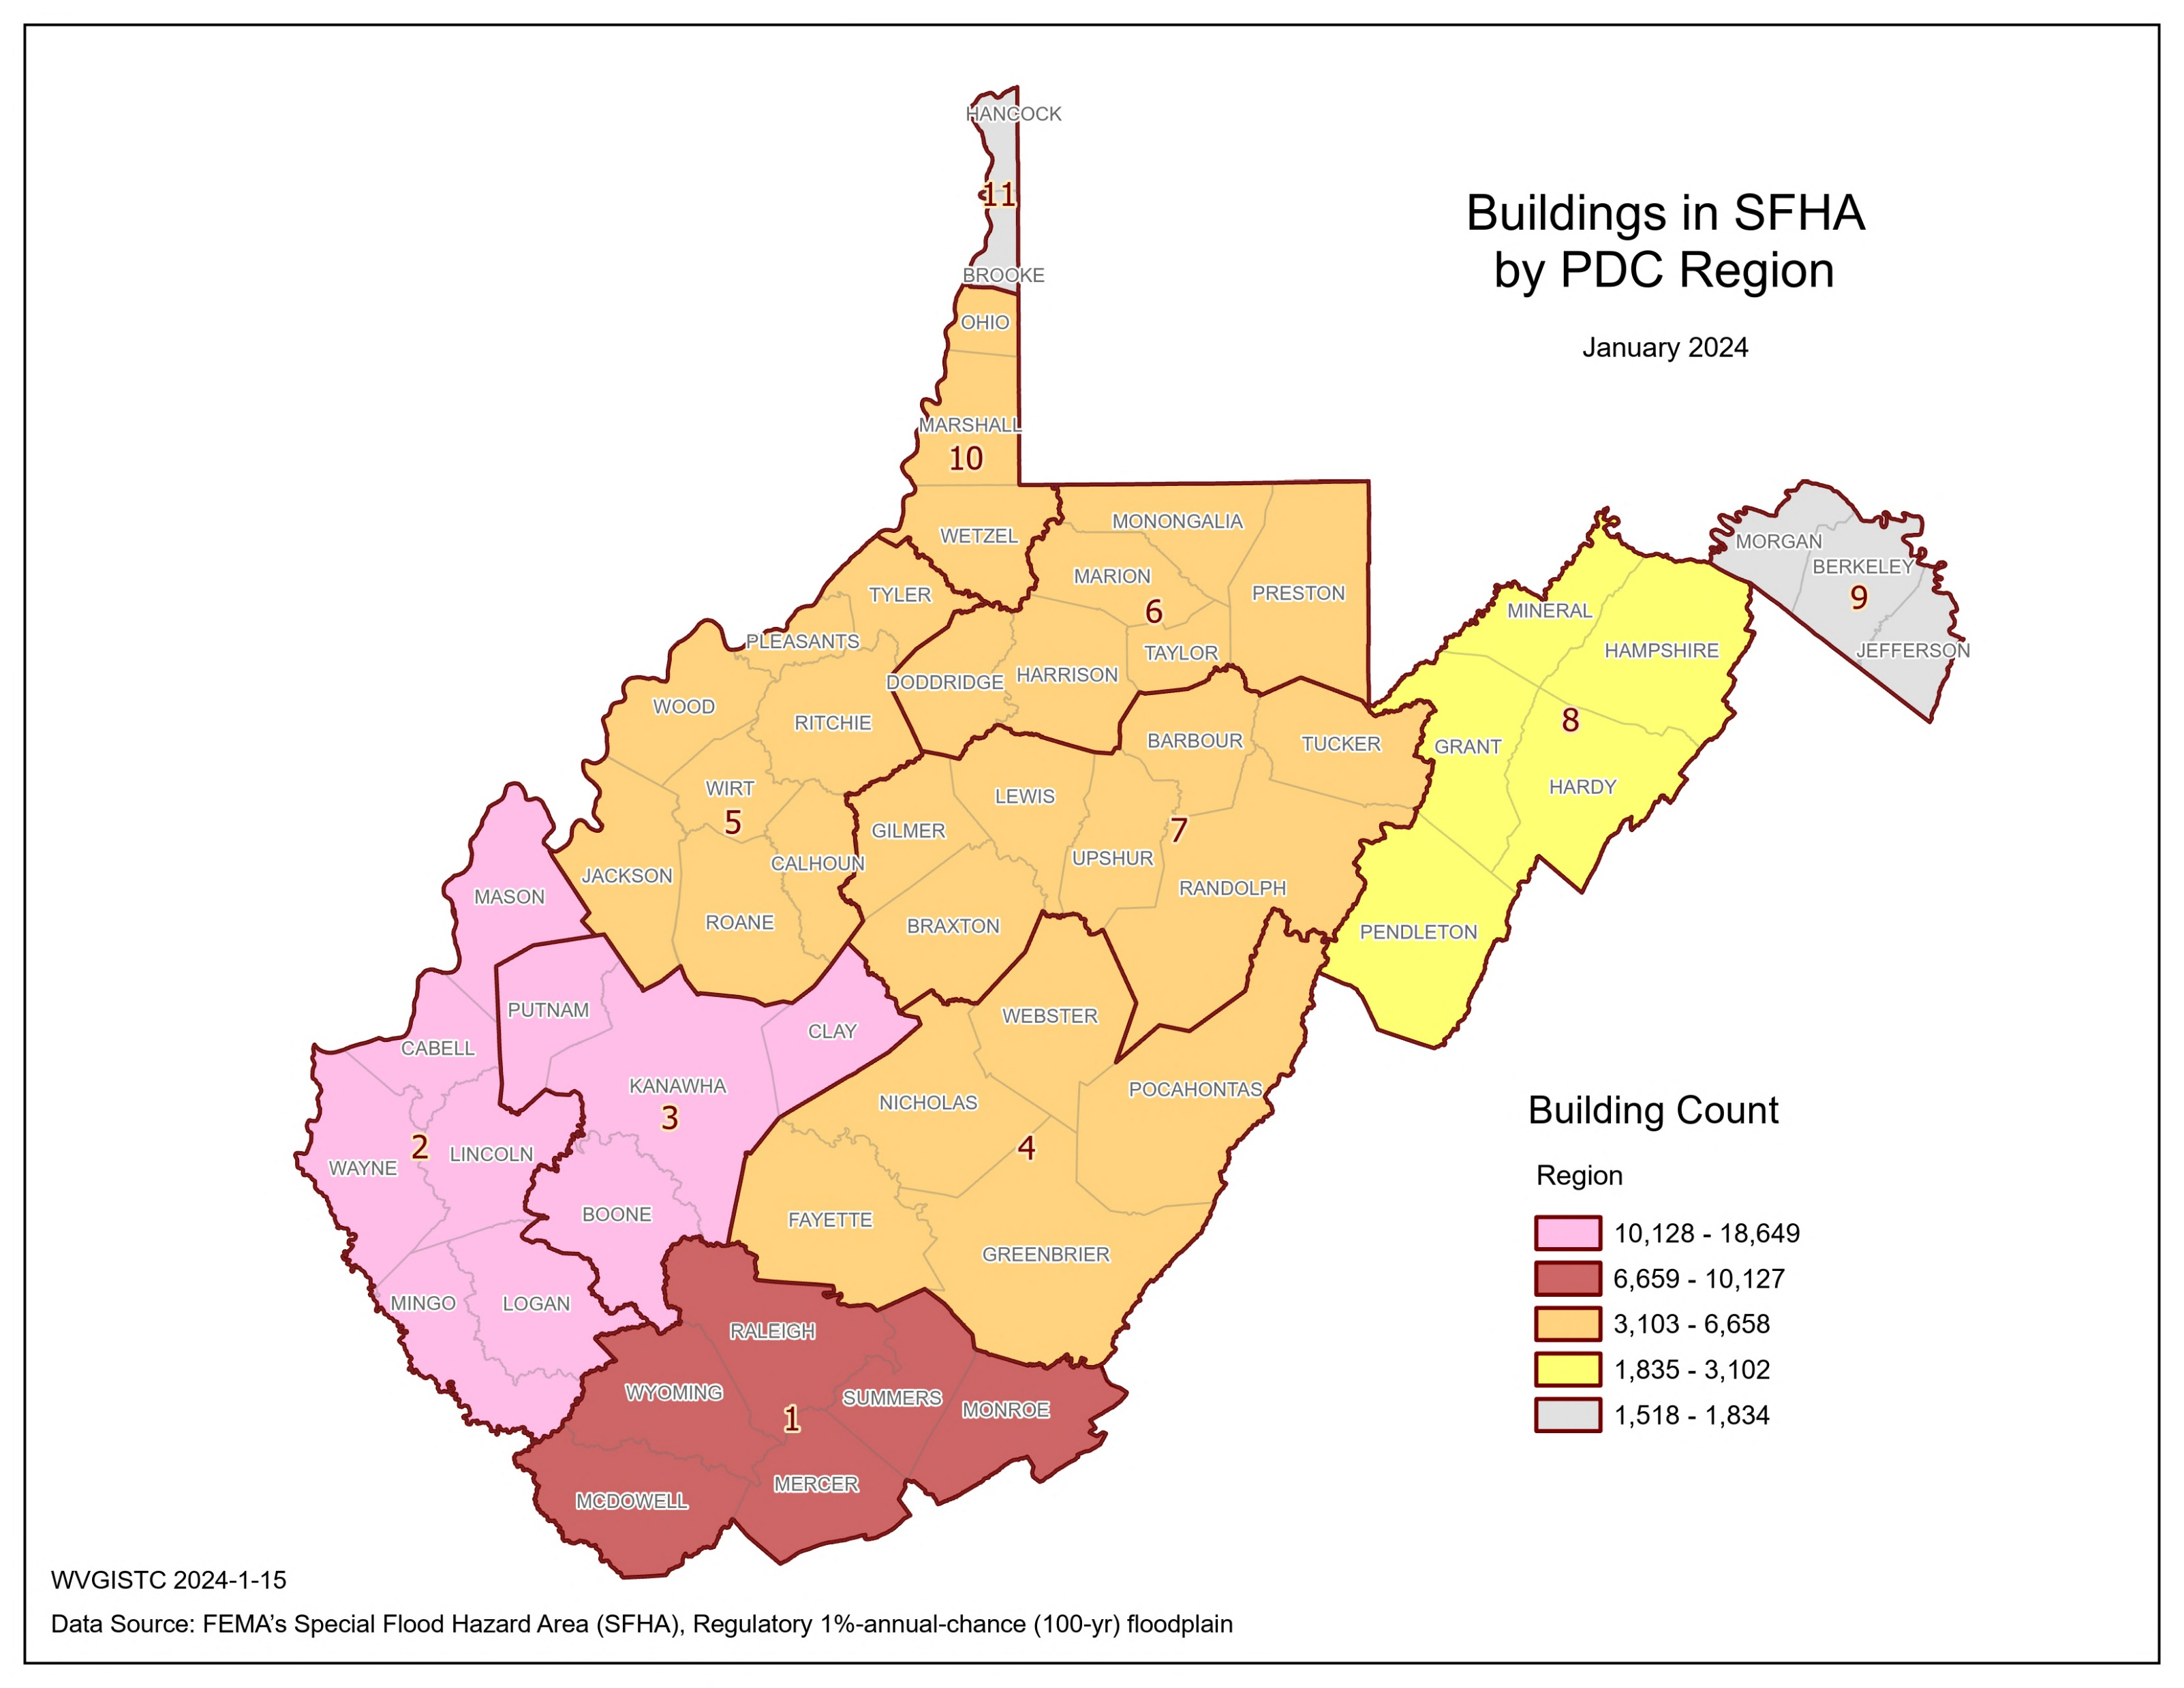 HANCOCK
11
BROOKE
OHIO
MARSHALL
10
WETZEL
Buildings in SFHA
by PDC Region
January 2024
MONONGALIA
MARION
6
PRESTON
TAYLOR
HARRISON
DODDRIDGE
TYLER
PLEASANTS
WOOD
RITCHIE
WIRT
5
CALHOUN
JACKSON
ROANE
MORGAN
BERKELEY
9
JEFFERSON
MINERAL
HAMPSHIRE
8
GRANT
HARDY
PENDLETON
BARBOUR
TUCKER
LEWIS
GILMER
7
UPSHUR
RANDOLPH
BRAXTON
MASON
PUTNAM
CABELL
CLAY
KANAWHA
3
2
LINCOLN
WAYNE
BOONE
MINGO
LOGAN
WEBSTER
POCAHONTAS
NICHOLAS
4
FAYETTE
GREENBRIER
RALEIGH
WYOMING
SUMMERS
1
MONROE
MERCER
MCDOWELL
Building Count
Region
10,128 - 18,649
6,659 - 10,127
3,103 - 6,658
1,835 - 3,102
1,518 - 1,834
WVGISTC 2024-1-15
Data Source: FEMA’s Special Flood Hazard Area (SFHA), Regulatory 1%-annual-chance (100-yr) floodplain